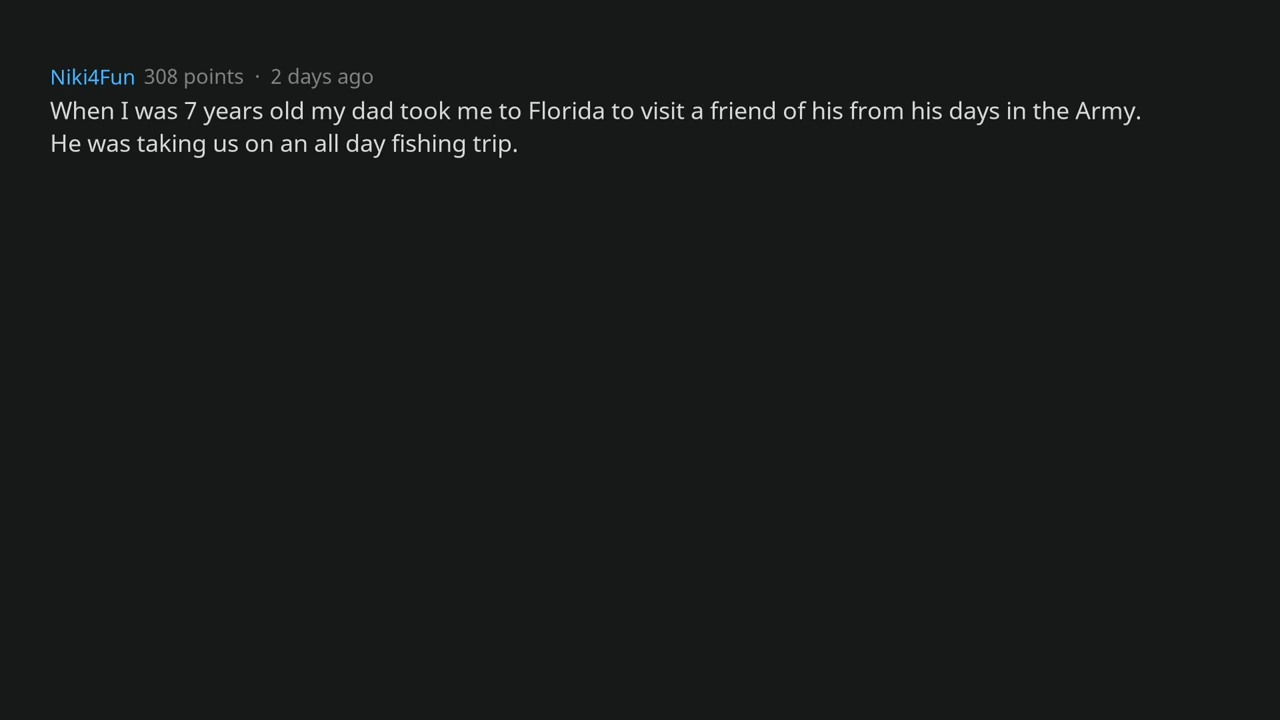 Niki4Fun 308 points · 2 days ago
When I was 7 years old my dad took me to Florida to visit a friend of his from his days in the Army.
He was taking us on an all day fishing trip.